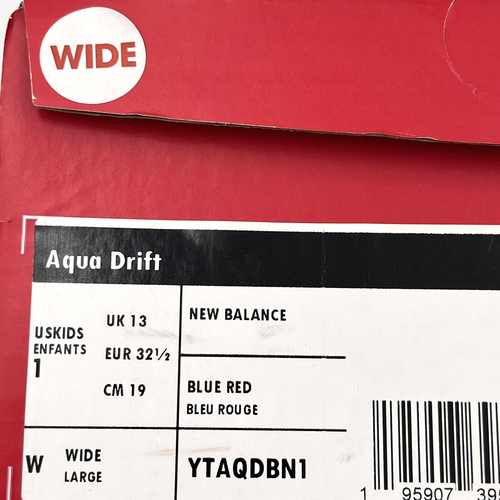 WIDE
Aqua Drift
USKIDS
ENFANTS
1
UK 13
EUR 32½
CM 19
NEW BALANCE
BLUE RED
BLEU ROUGE
W
WIDE
LARGE
YTAQDBN1
1 95907 39